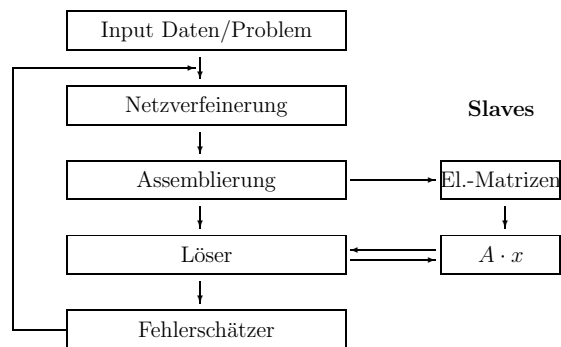 Input Daten/Problem
Netzverfeinerung
Slaves
Assemblierung
El.-Matrizen
Löser
A · x
Fehlerschätzer